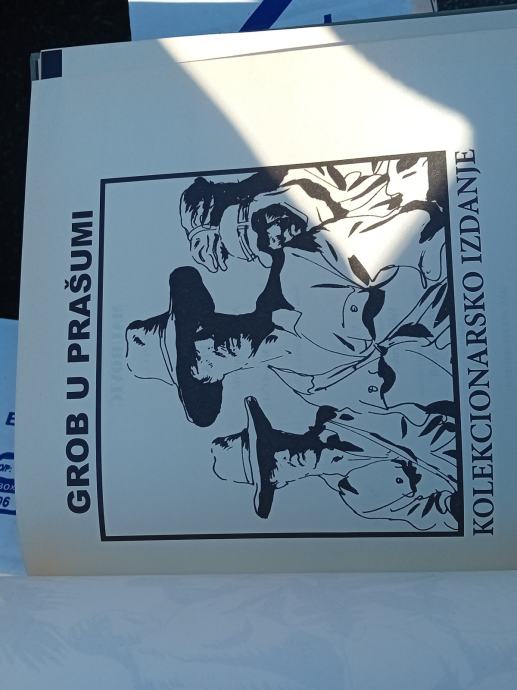 GROB U PRAŠUMI
KOLEKCIONARSKO IZDANJE